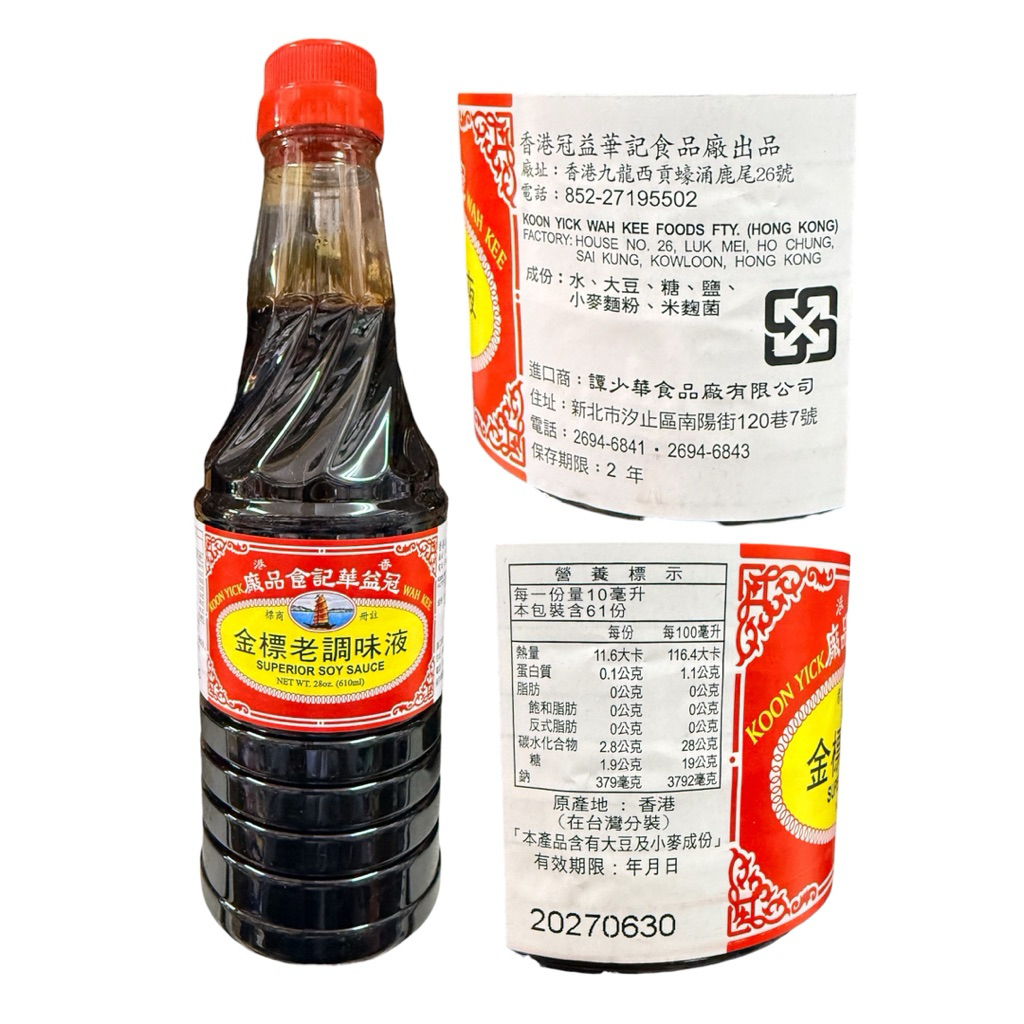 香港
冠益華記食品廠
KOON YICK WAH KEE
註冊 商標
金標老調味液
SUPERIOR SOY SAUCE
NET WT. 28oz. (610ml)
WAH KEE
液
香港冠益華記食品廠出品
廠址：香港九龍西貢蠔涌鹿尾26號
電話：852-27195502
KOON YICK WAH KEE FOODS FTY. (HONG KONG)
FACTORY: HOUSE NO. 26, LUK MEI, HO CHUNG,
SAI KUNG, KOWLOON, HONG KONG
成份：水、大豆、糖、鹽、
小麥麵粉、米麴菌
進口商：譚少華食品廠有限公司
住址：新北市汐止區南陽街120巷7號
電話：2694-6841・2694-6843
保存期限：2 年
營養標示
每一份量10毫升
本包裝含61份
每份 每100毫升
熱量 11.6大卡 116.4大卡
蛋白質 0.1公克 1.1公克
脂肪 0公克 0公克
飽和脂肪 0公克 0公克
反式脂肪 0公克 0公克
碳水化合物 2.8公克 28公克
糖 1.9公克 19公克
鈉 379毫克 3792毫克
原產地：香港
（在台灣分裝）
「本產品含有大豆及小麥成份」
有效期限：年月日
20270630
港
KOON YICK
金標